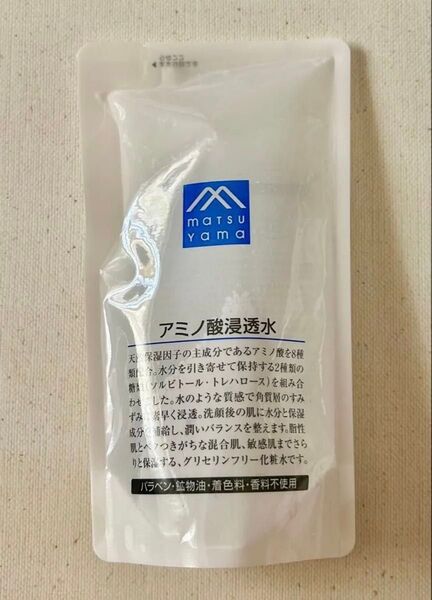 matsu
yama
アミノ酸浸透水
天然保湿因子の主成分であるアミノ酸を8種
類配合。水分を引き寄せて保持する2種類の
糖類(ソルビトール・トレハロース)を組み合
わせました。水のような質感で角質層のすみ
ずみまで素早く浸透。洗顔後の肌に水分と保湿
成分を補給し、潤いバランスを整えます。脂性
肌とベタつきがちな混合肌、敏感肌までさら
りと保湿する、グリセリンフリー化粧水です。
パラベン・鉱物油・着色料・香料不使用